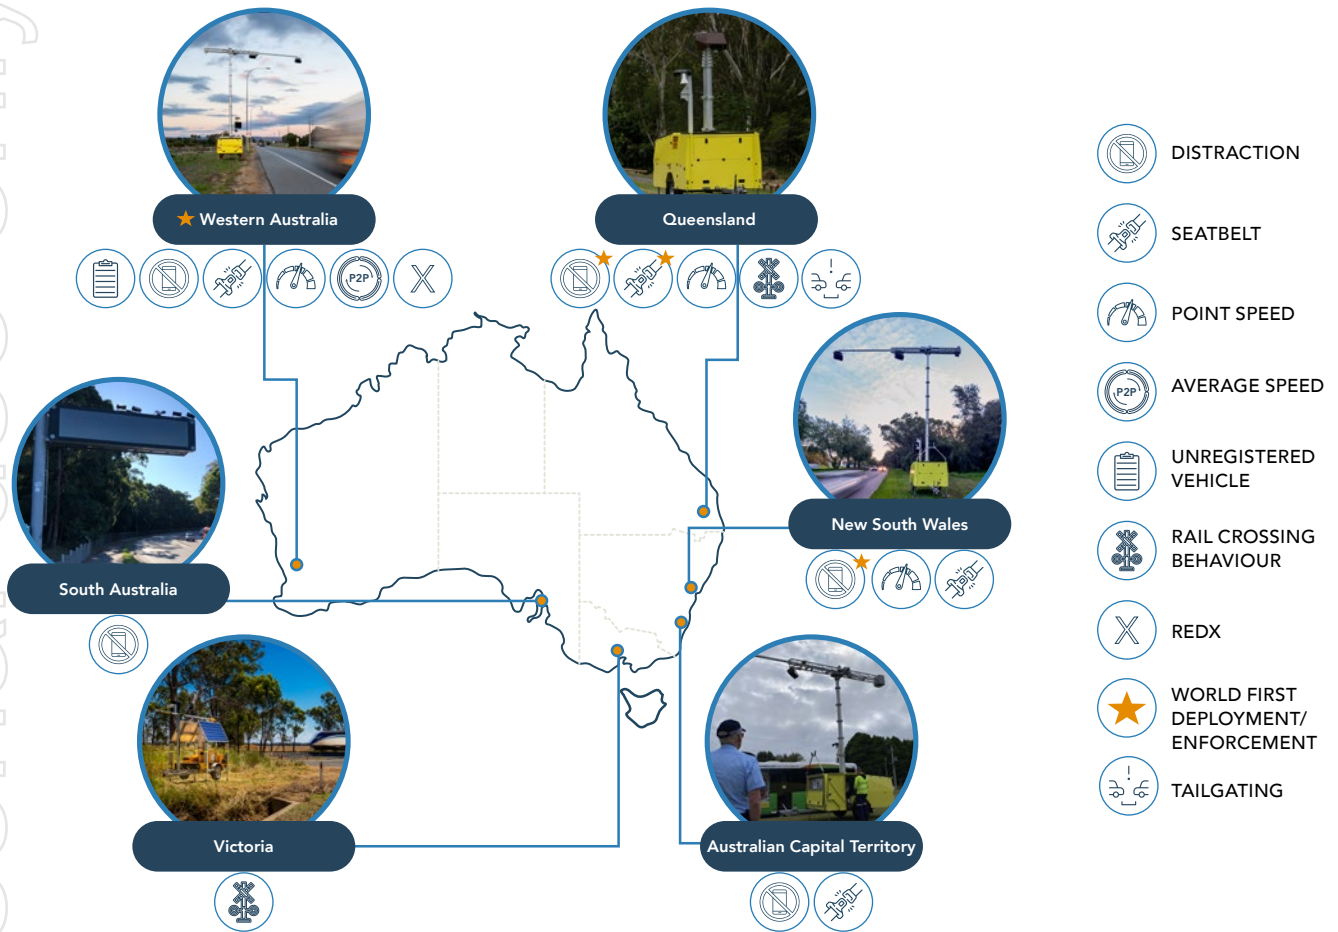 Western Australia
Queensland
P2P
New South Wales
South Australia
Victoria
Australian Capital Territory
DISTRACTION
SEATBELT
POINT SPEED
P2P
AVERAGE SPEED
UNREGISTERED
VEHICLE
RAIL CROSSING
BEHAVIOUR
REDX
WORLD FIRST
DEPLOYMENT/
ENFORCEMENT
TAILGATING